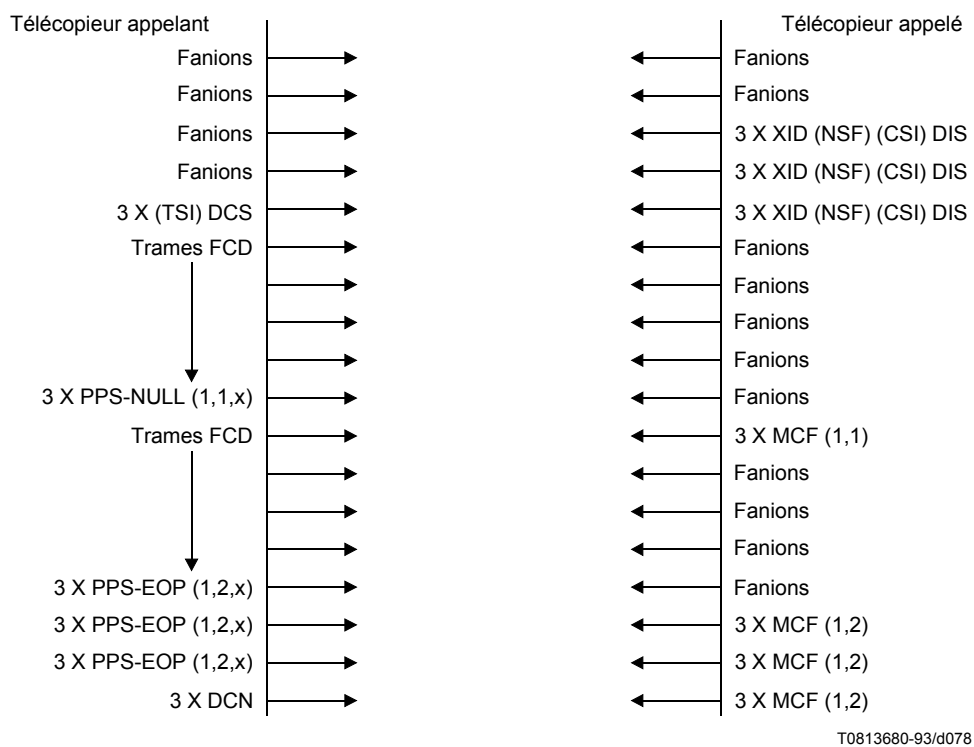 Télécopieur appelant Télécopieur appelé
Fanions Fanions
Fanions Fanions
Fanions 3 X XID (NSF) (CSI) DIS
Fanions 3 X XID (NSF) (CSI) DIS
3 X (TSI) DCS 3 X XID (NSF) (CSI) DIS
Trames FCD Fanions
Fanions
Fanions
Fanions
3 X PPS-NULL (1,1,x) Fanions
Trames FCD 3 X MCF (1,1)
Fanions
Fanions
Fanions
3 X PPS-EOP (1,2,x) Fanions
3 X PPS-EOP (1,2,x) 3 X MCF (1,2)
3 X PPS-EOP (1,2,x) 3 X MCF (1,2)
3 X DCN 3 X MCF (1,2)
T0813680-93/d078